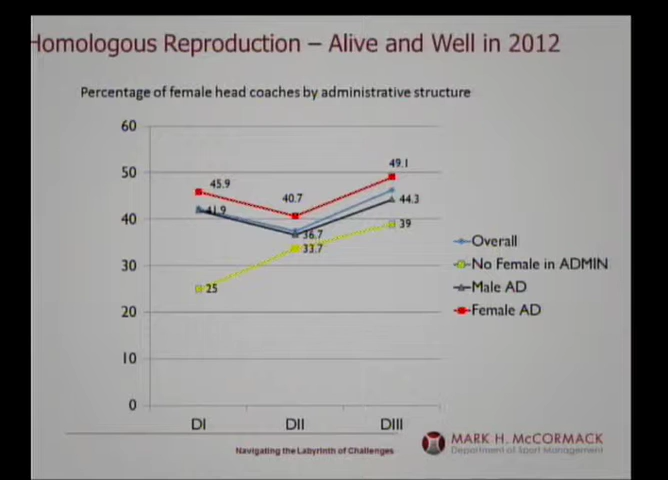 Homologous Reproduction – Alive and Well in 2012
Percentage of female head coaches by administrative structure
60
50
40
30
20
10
0
45.9
41.9
25
40.7
36.7
33.7
49.1
44.3
39
DI
DII
DIII
Overall
No Female in ADMIN
Male AD
Female AD
Navigating the Labyrinth of Challenges
MARK H. McCORMACK
Department of Sport Management